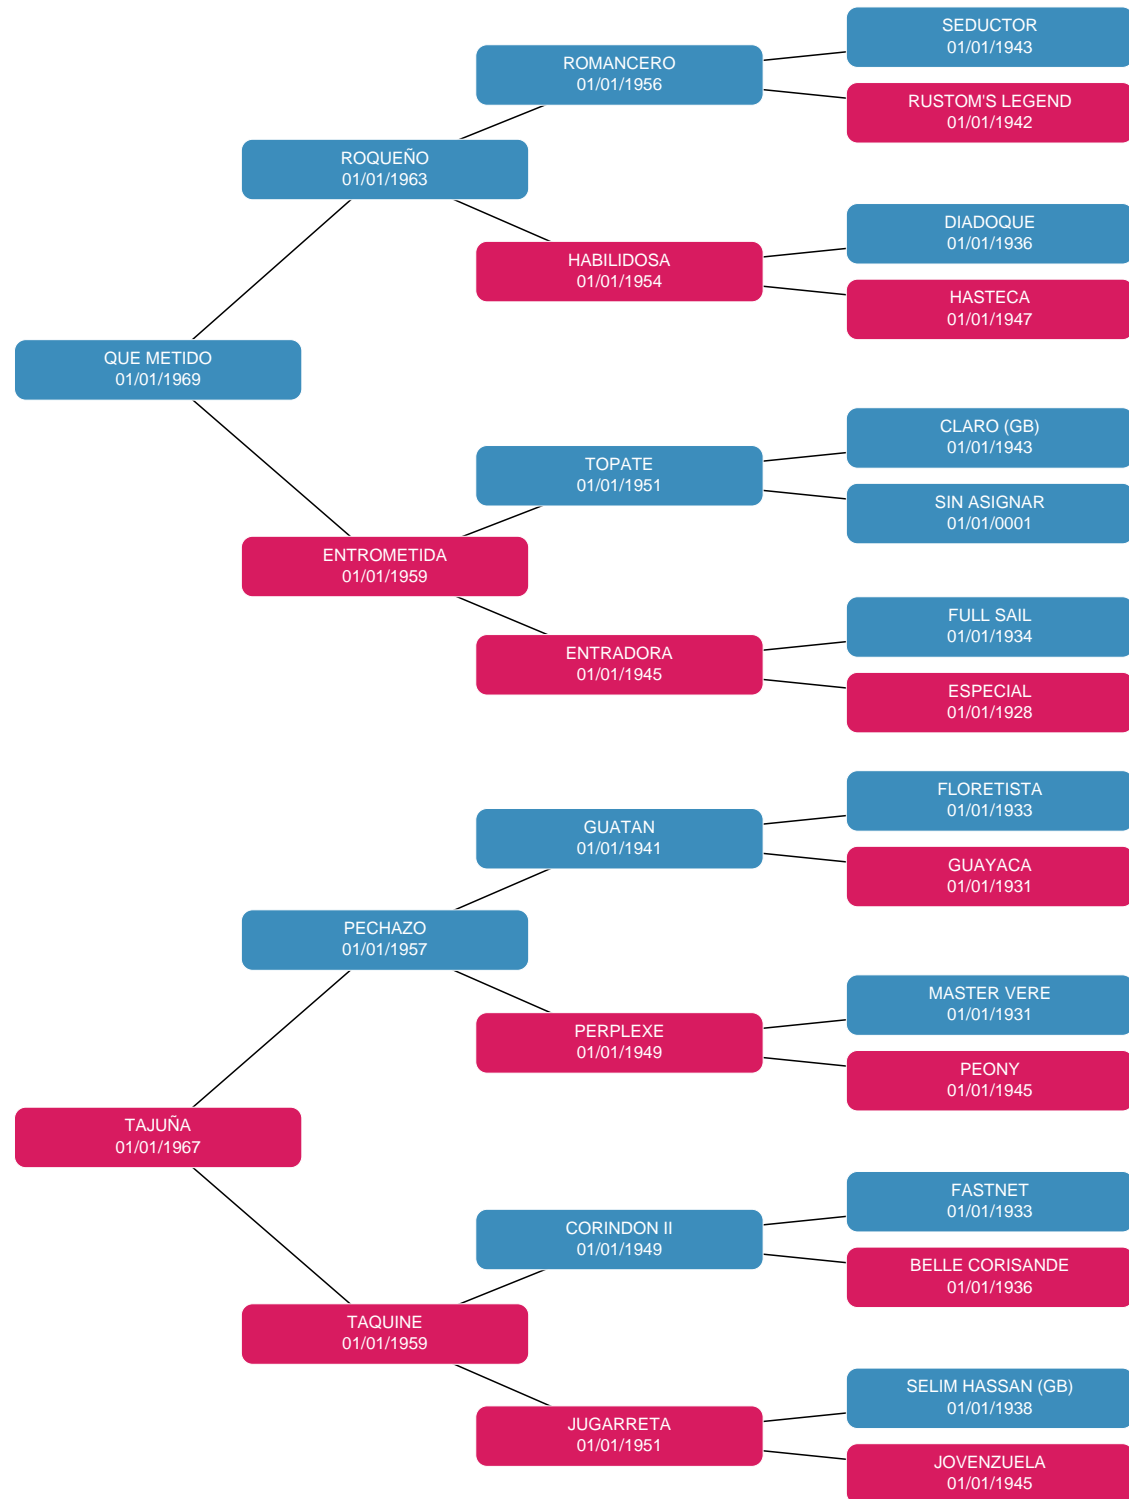 SEDUCTOR
01/01/1943
ROMANCERO
01/01/1956
RUSTOM'S LEGEND
01/01/1942
ROQUEÑO
01/01/1963
DIADOQUE
01/01/1936
HABILIDOSA
01/01/1954
HASTECA
01/01/1947
QUE METIDO
01/01/1969
CLARO (GB)
01/01/1943
TOPATE
01/01/1951
SIN ASIGNAR
01/01/0001
ENTROMETIDA
01/01/1959
FULL SAIL
01/01/1934
ENTRADORA
01/01/1945
ESPECIAL
01/01/1928
FLORETISTA
01/01/1933
GUATAN
01/01/1941
GUAYACA
01/01/1931
PECHAZO
01/01/1957
MASTER VERE
01/01/1931
PERPLEXE
01/01/1949
PEONY
01/01/1945
TAJUÑA
01/01/1967
FASTNET
01/01/1933
CORINDON II
01/01/1949
BELLE CORISANDE
01/01/1936
TAQUINE
01/01/1959
SELIM HASSAN (GB)
01/01/1938
JUGARRETA
01/01/1951
JOVENZUELA
01/01/1945